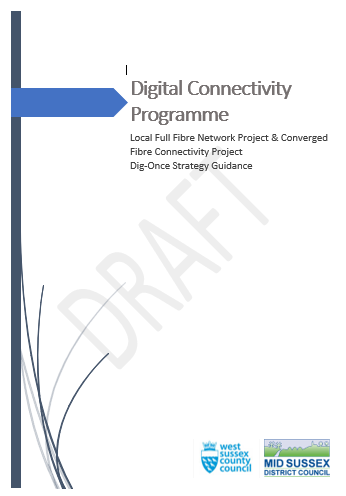 Digital Connectivity
Programme
Local Full Fibre Network Project & Converged
Fibre Connectivity Project
Dig-Once Strategy Guidance
DRAFT
west
sussex
county
council
MID SUSSEX
DISTRICT COUNCIL